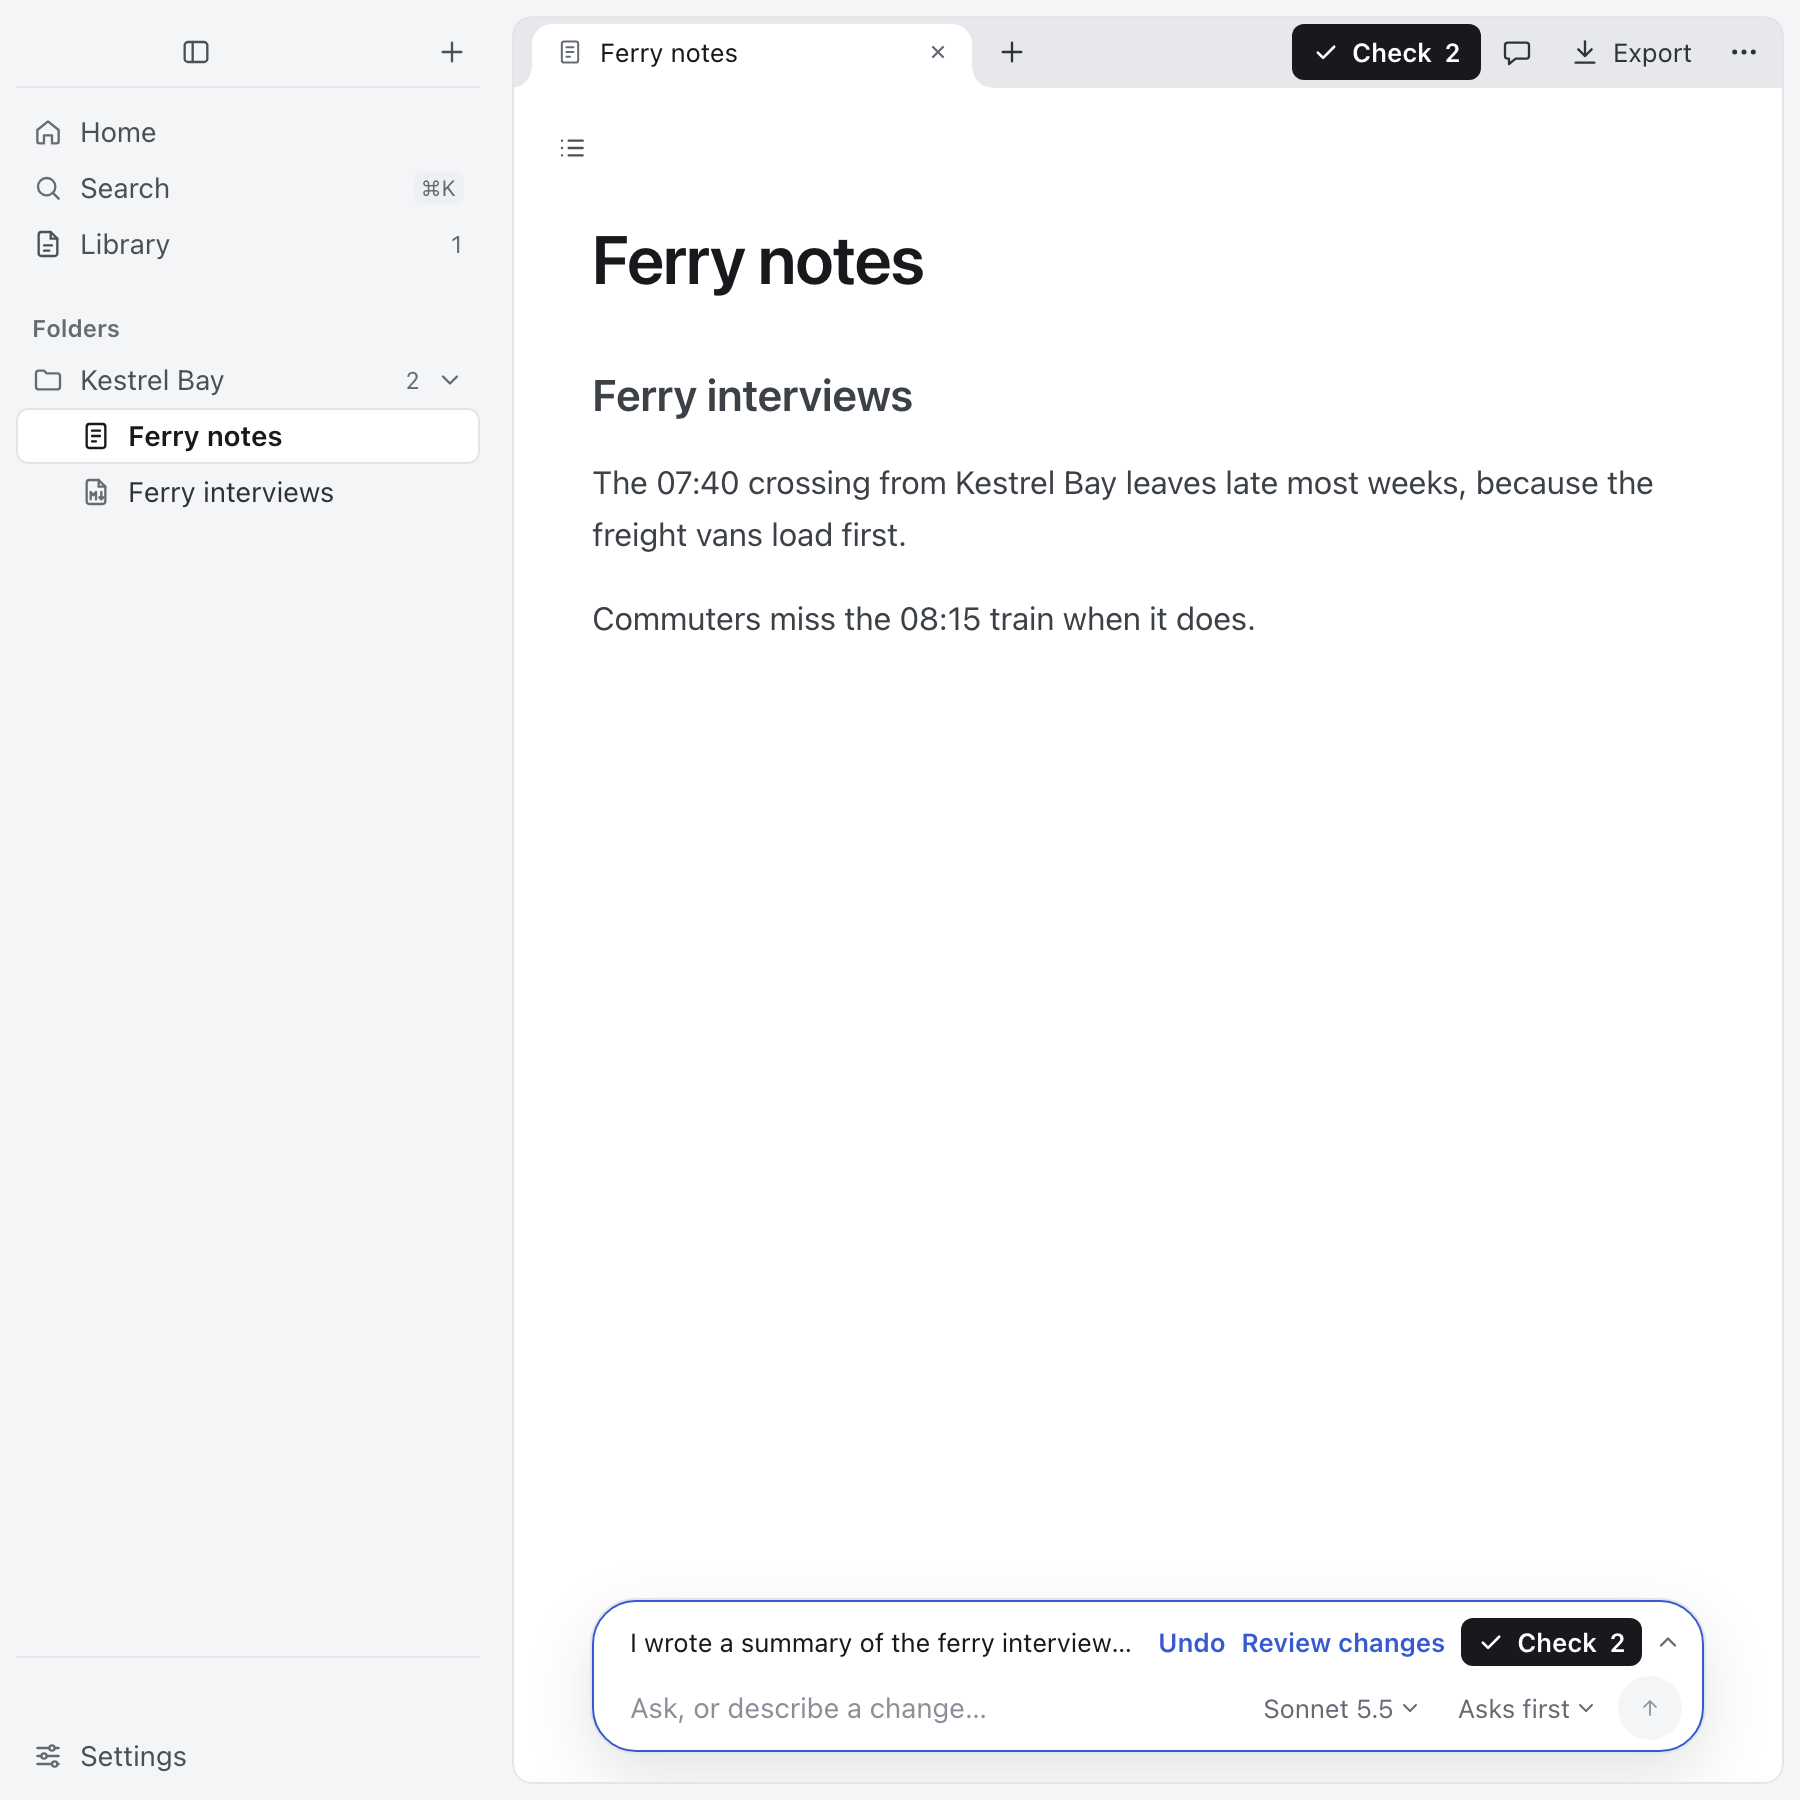 Home
Search ⌘K
Library 1
Folders
Kestrel Bay 2
Ferry notes
Ferry interviews
Settings
Ferry notes
Check 2
Export
Ferry notes
Ferry interviews
The 07:40 crossing from Kestrel Bay leaves late most weeks, because the
freight vans load first.
Commuters miss the 08:15 train when it does.
I wrote a summary of the ferry interview... Undo Review changes Check 2
Ask, or describe a change... Sonnet 5.5 Asks first